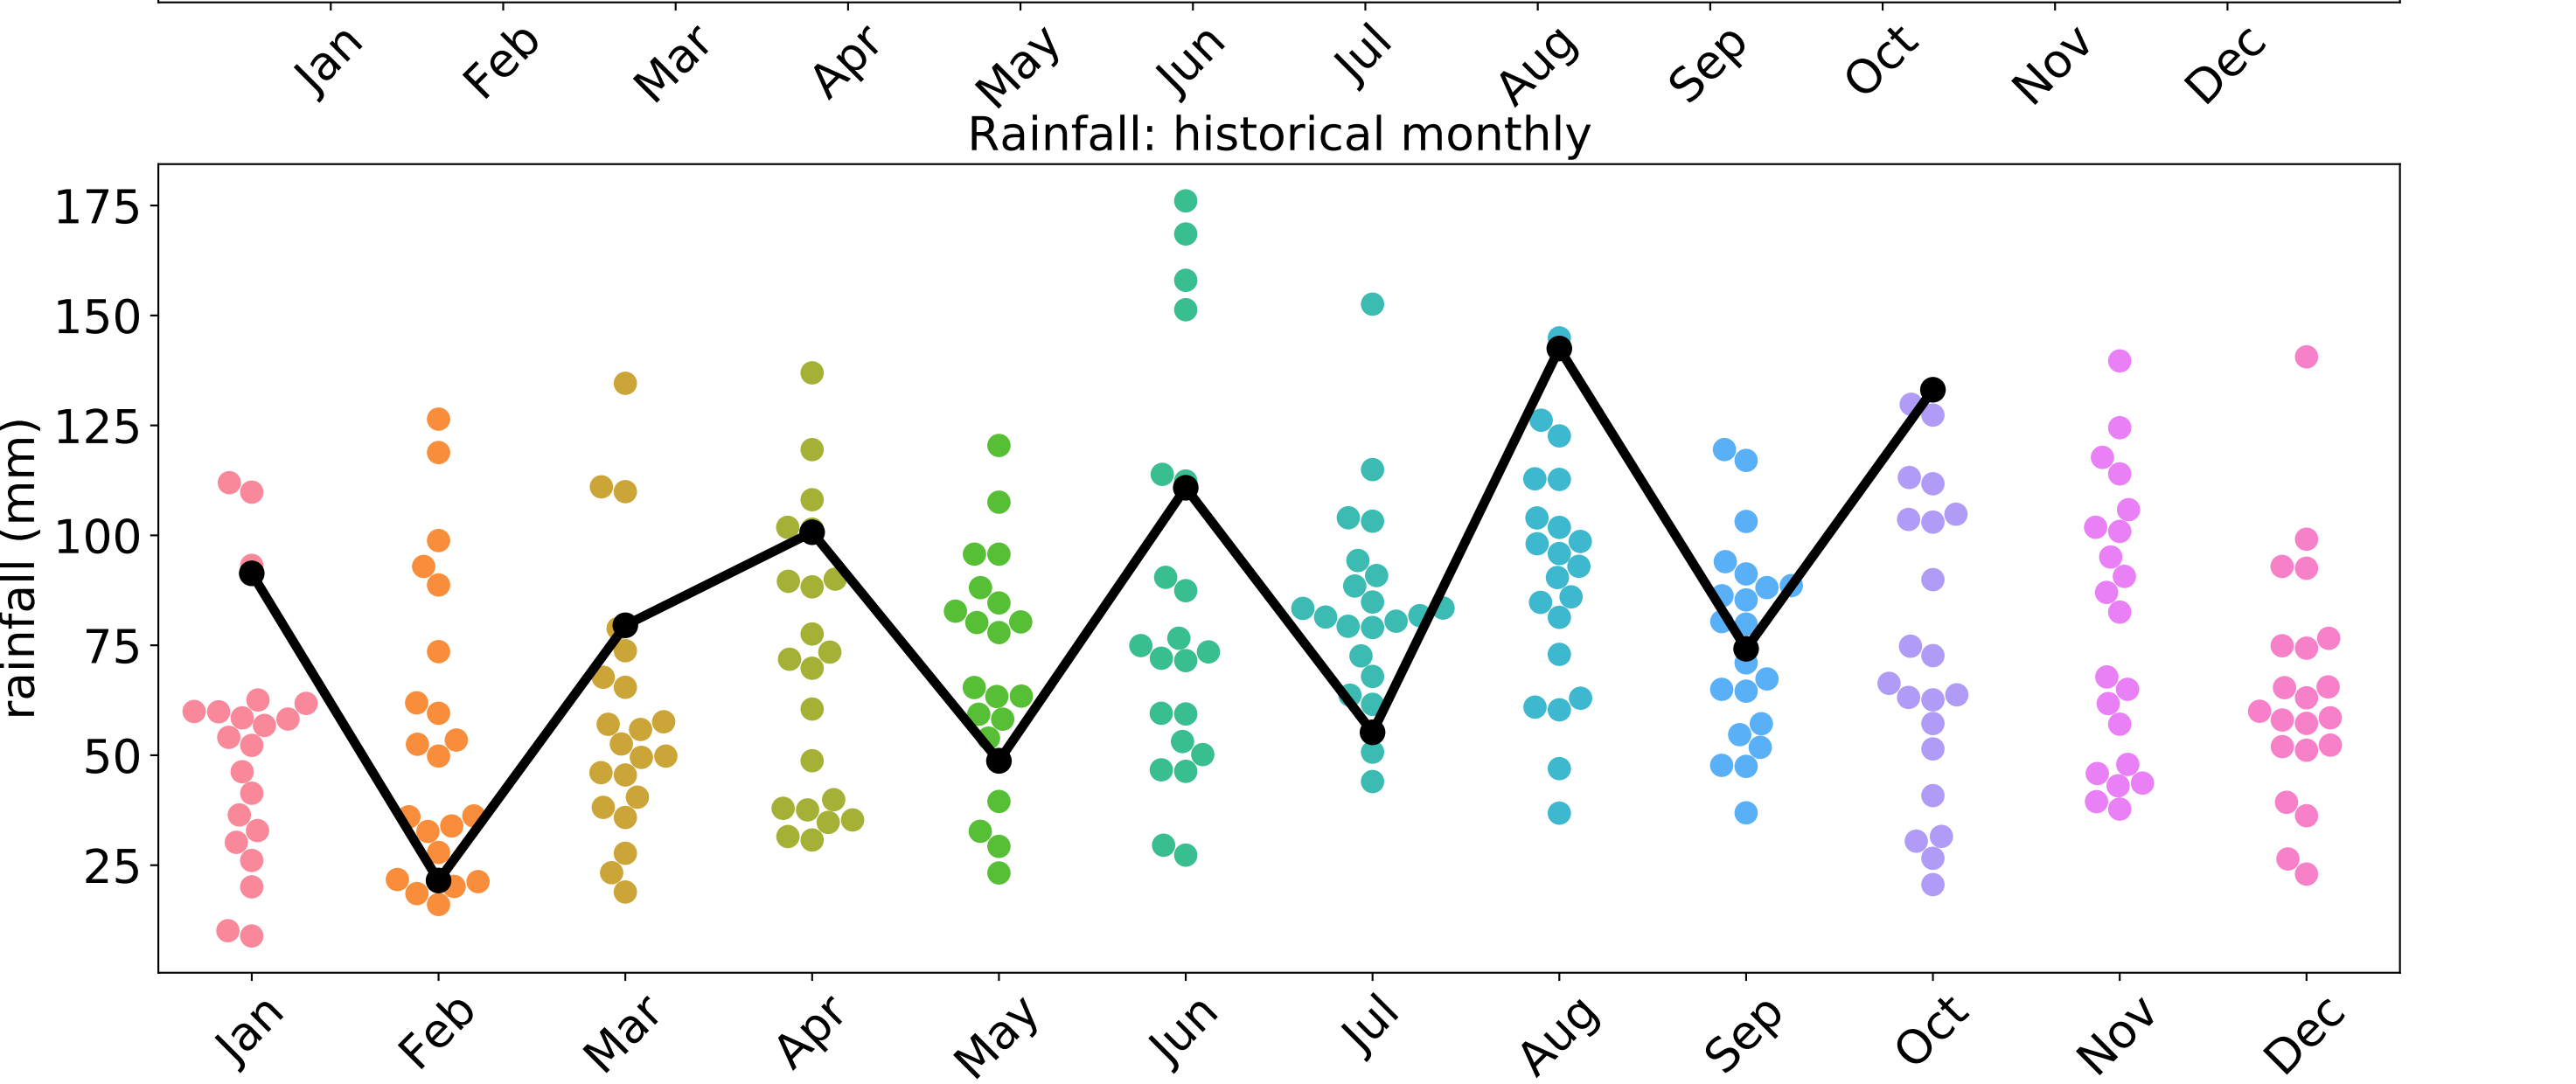 Jan Feb Mar Apr May Jun Jul Aug Sep Oct Nov Dec
Rainfall: historical monthly
rainfall (mm)
175
150
125
100
75
50
25
Jan Feb Mar Apr May Jun Jul Aug Sep Oct Nov Dec